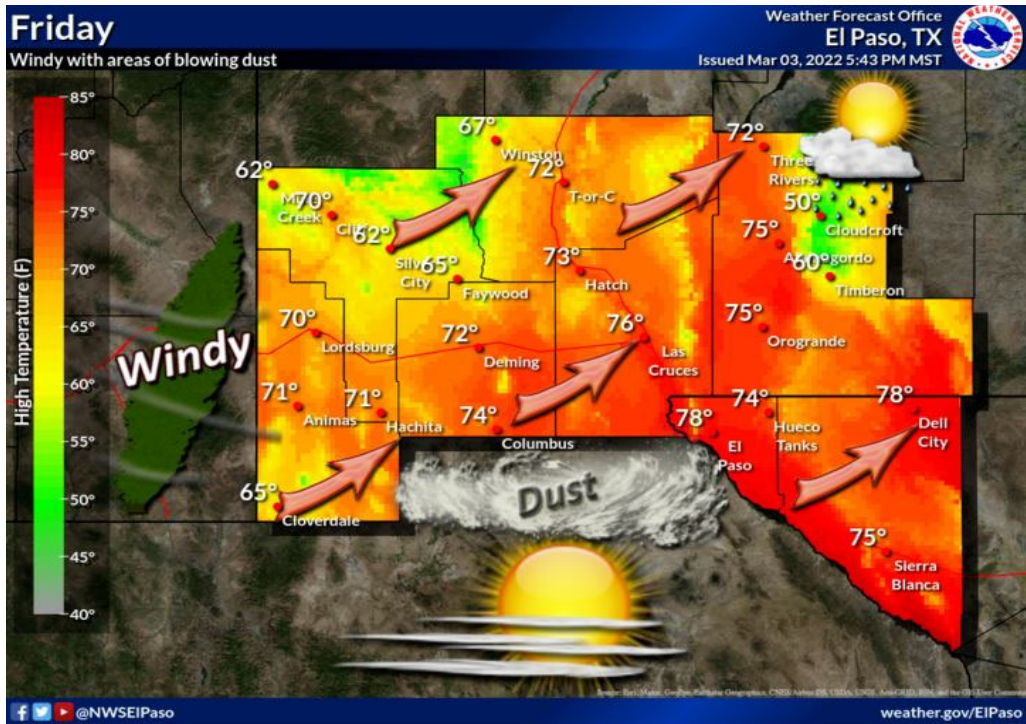 Friday
Windy with areas of blowing dust
Weather Forecast Office
El Paso, TX
Issued Mar 03, 2022 5:43 PM MST
NATIONAL WEATHER SERVICE
High Temperature (F)
85°
80°
75°
70°
65°
60°
55°
50°
45°
40°
67°
Winston
62°
Creek
70°
62°
Silver
City
65°
Faywood
72°
T-or-C
72°
Three
Rivers
50°
Cloudcroft
75°
60°
Timberon
73°
Hatch
Windy
70°
Lordsburg
72°
Deming
76°
Las
Cruces
75°
Orogrande
71°
Animas
71°
Hachita
74°
Columbus
78°
El
Paso
74°
Hueco
Tanks
78°
Dell
City
65°
Cloverdale
Dust
75°
Sierra
Blanca
@NWSElPaso
weather.gov/ElPaso